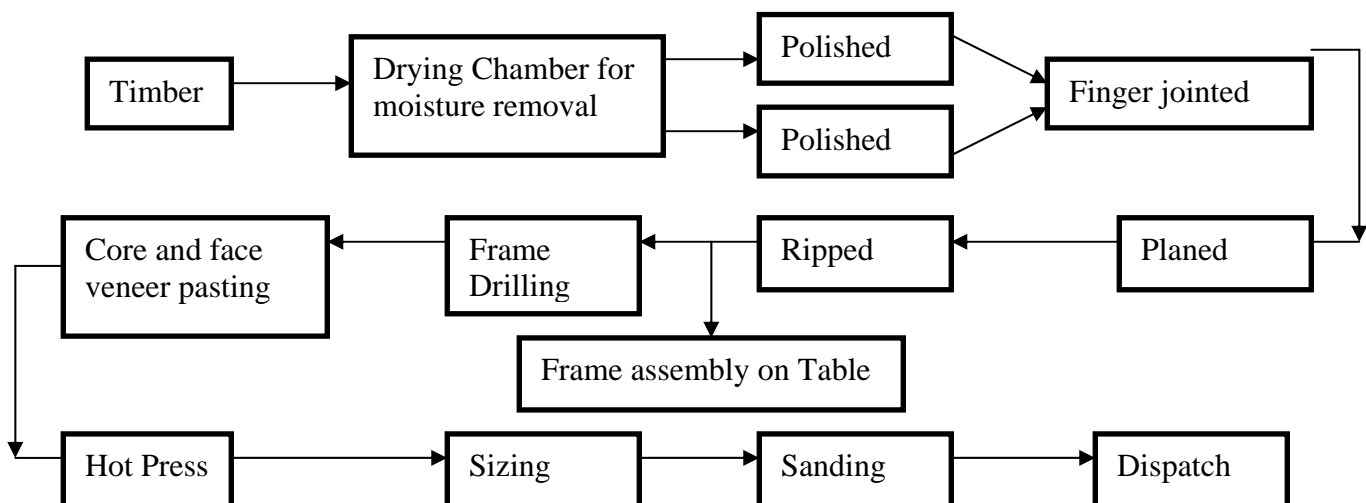 Timber
Drying Chamber for
moisture removal
Polished
Polished
Finger jointed
Planed
Ripped
Frame
Drilling
Frame assembly on Table
Core and face
veneer pasting
Hot Press
Sizing
Sanding
Dispatch